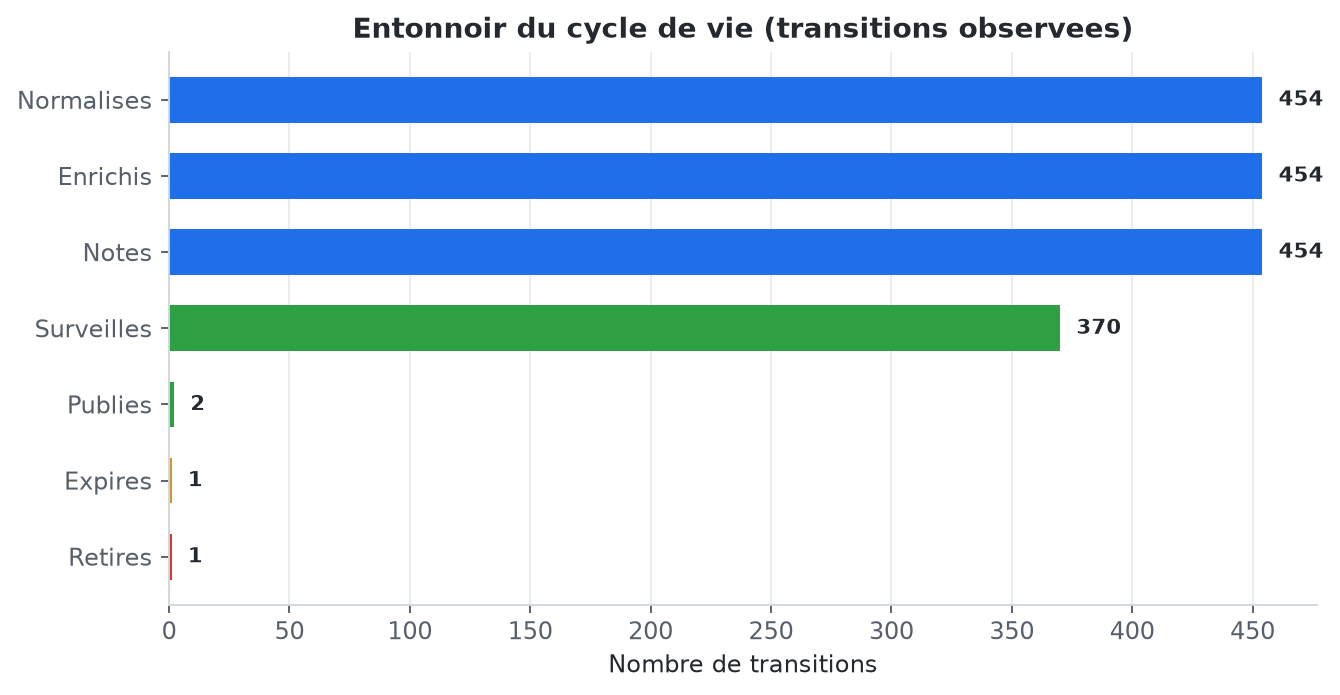 Entonnoir du cycle de vie (transitions observees)
Normalises 454
Enrichis 454
Notes 454
Surveilles 370
Publies 2
Expires 1
Retires 1
0 50 100 150 200 250 300 350 400 450
Nombre de transitions